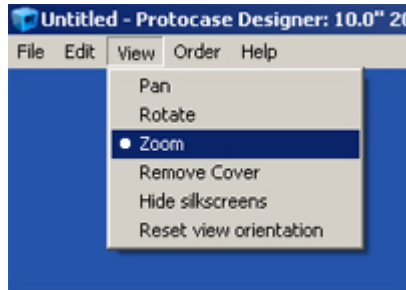 Untitled - Protocase Designer: 10.0" 20
File Edit View Order Help
Pan
Rotate
Zoom
Remove Cover
Hide silkscreens
Reset view orientation